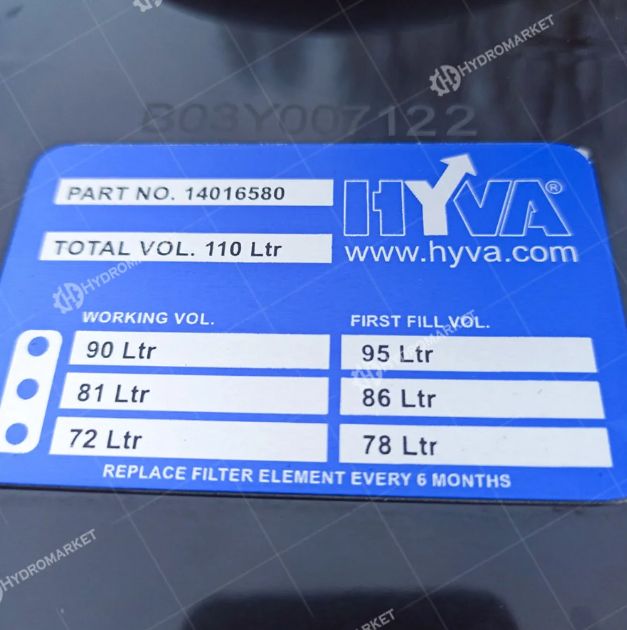 HYDROMARKET
HYDROMARKET
B03Y007122
PART NO. 14016580
HYVA®
TOTAL VOL. 110 Ltr
www.hyva.com
HYDROMARKET
WORKING VOL.
FIRST FILL VOL.
90 Ltr
95 Ltr
81 Ltr
86 Ltr
72 Ltr
78 Ltr
REPLACE FILTER ELEMENT EVERY 6 MONTHS
HYDROMARKET